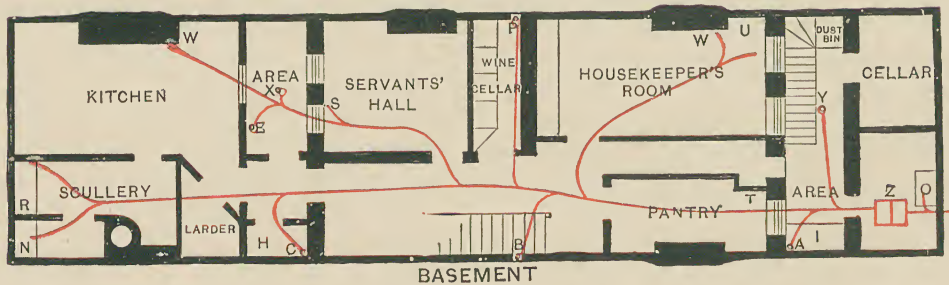 W
P
W
U
DUST
BIN
AREA
WINE
KITCHEN
X
SERVANTS'
HALL
CELLAR
HOUSEKEEPER'S
ROOM
CELLAR
S
Y
E
SCULLERY
R
AREA
Z
O
PANTRY
T
N
LARDER
H
C
B
A
I
BASEMENT